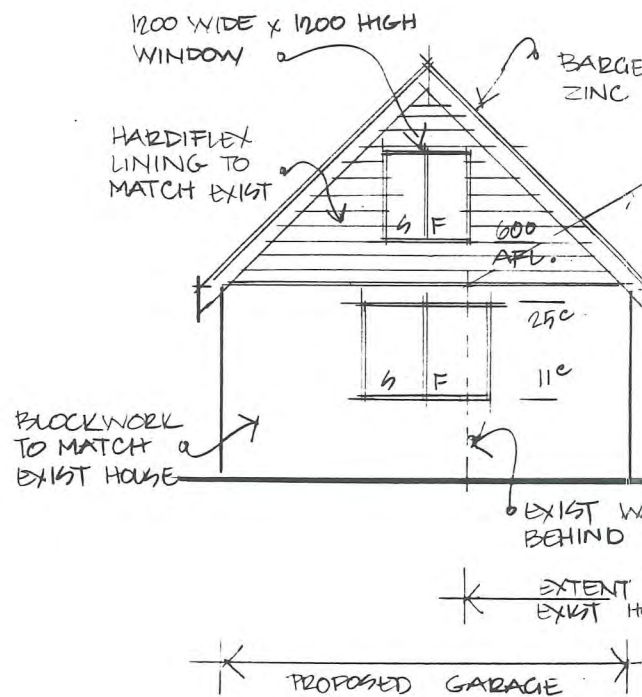 1200 WIDE x 1200 HIGH
WINDOW
BARGE
ZINC
HARDIFLEX
LINING TO
MATCH EXIST
S F
600
AFL.
25c
S F
11c
BLOCKWORK
TO MATCH
EXIST HOUSE
EXIST W
BEHIND
EXTENT
EXIST H
PROPOSED GARAGE